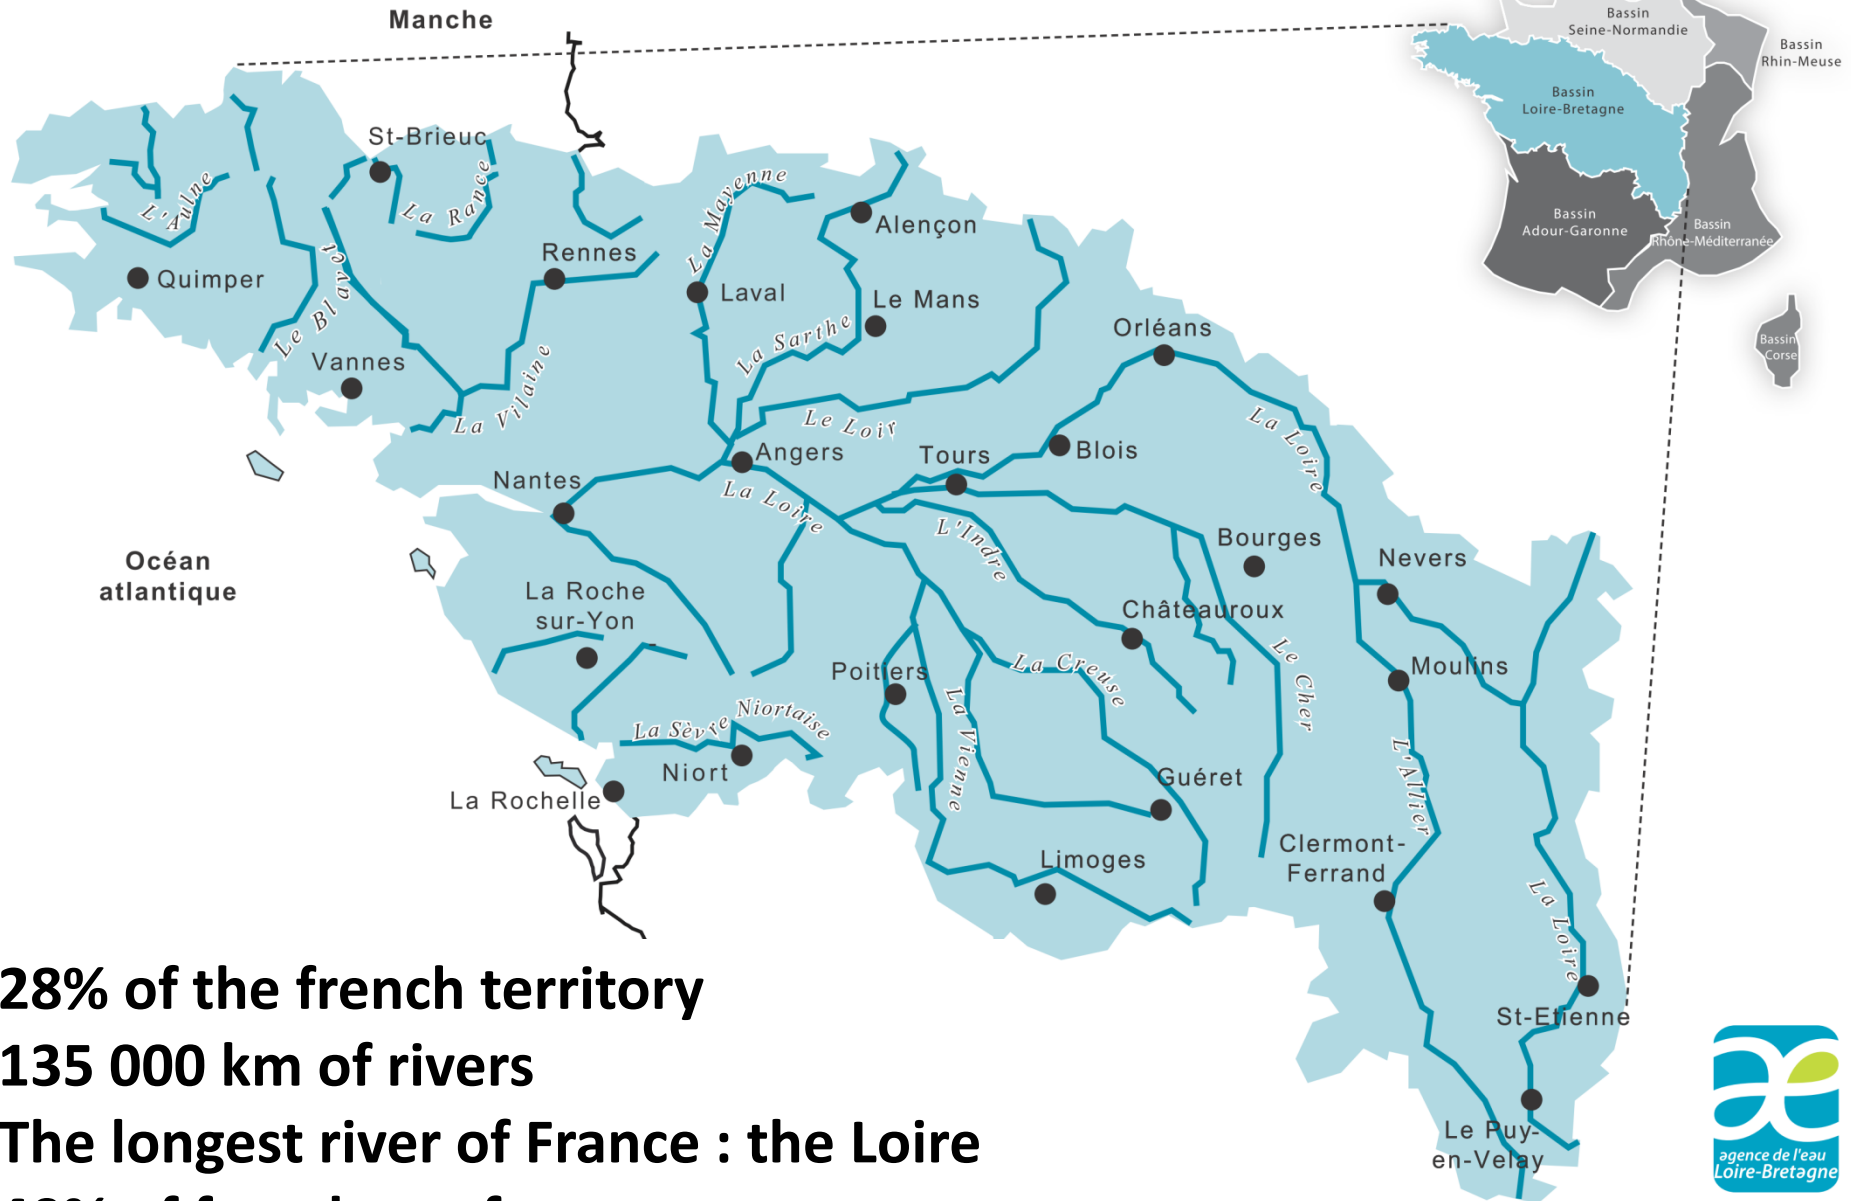 Manche
Bassin
Seine-Normandie
Bassin
Rhin-Meuse
Bassin
Loire-Bretagne
Bassin
Adour-Garonne
Bassin
Rhône-Méditerranée
Bassin
Corse
St-Brieuc
L'Aulne
La Rance
La Mayenne
Alençon
Rennes
Quimper
Le Blavet
Laval
Le Mans
La Sarthe
Orléans
Vannes
La Vilaine
Le Loir
La Loire
Angers
Tours
Blois
Nantes
La Loire
L'Indre
Bourges
Nevers
Océan
atlantique
La Roche
sur-Yon
Châteauroux
Le Cher
Poitiers
La Creuse
Moulins
La Vienne
La Sèvre Niortaise
Niort
L'Allier
Guéret
La Rochelle
Limoges
Clermont-
Ferrand
La Loire
St-Etienne
Le Puy-
en-Velay
28% of the french territory
135 000 km of rivers
The longest river of France : the Loire
agence de l'eau
Loire-Bretagne